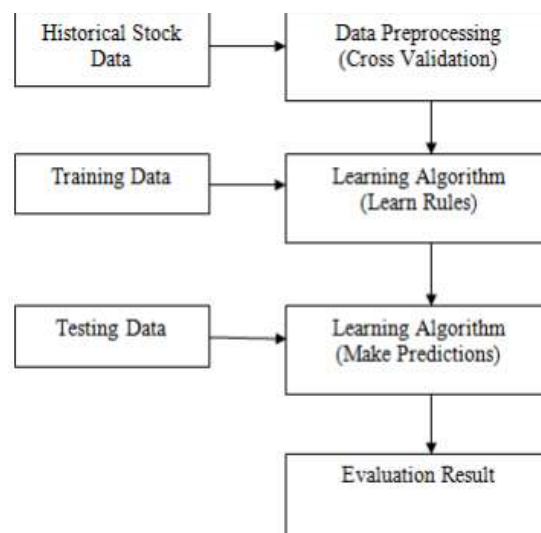 Historical Stock
Data
Data Preprocessing
(Cross Validation)
Training Data
Learning Algorithm
(Learn Rules)
Testing Data
Learning Algorithm
(Make Predictions)
Evaluation Result